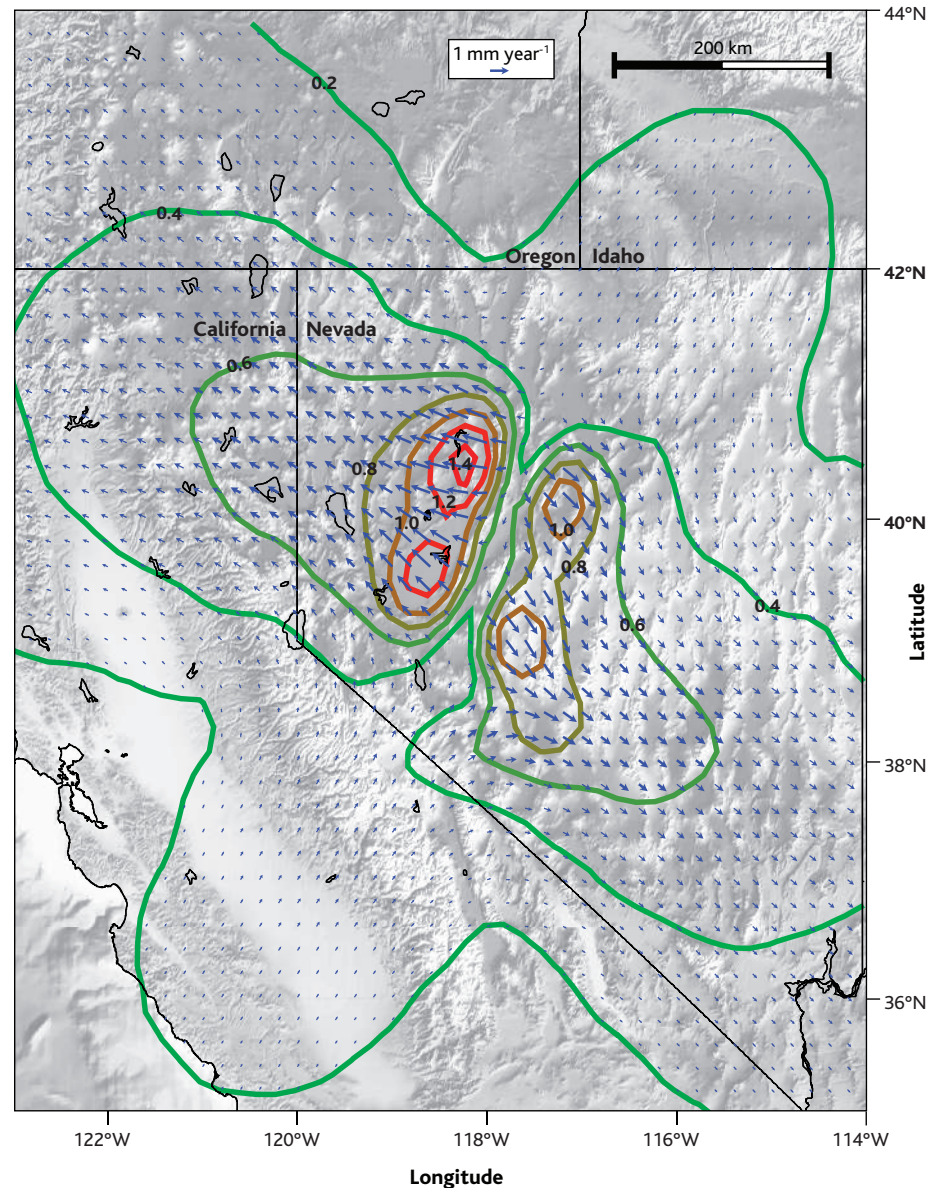 44°N
1 mm year⁻¹
200 km
0.2
0.4
Oregon
Idaho
42°N
California
Nevada
0.6
0.8
1.4
1.2
1.0
40°N
1.0
0.8
0.4
0.6
Latitude
38°N
36°N
122°W
120°W
118°W
116°W
114°W
Longitude